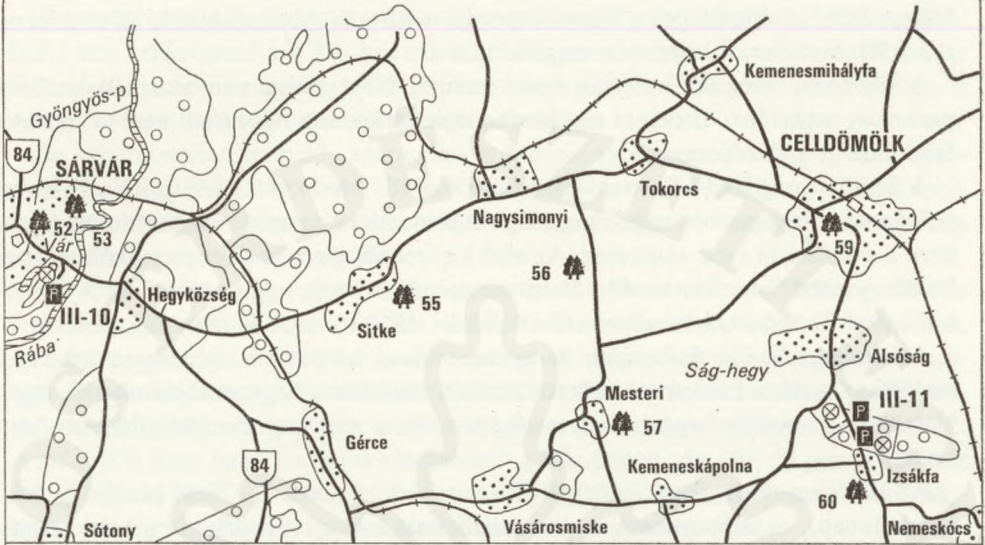 Kemenesmihályfa
Gyöngyös-p.
84
SÁRVÁR
CELLDÖMÖLK
Tokorcs
Nagysimonyi
52
53
Vár
59
56
P
Hegyközség
III-10
55
Sitke
Rába
Alsóság
Ság-hegy
Mesteri
57
P
III-11
Gérce
P
Kemeneskápolna
84
Izsákfa
60
Sótony
Vásárosmiske
Nemeskócs